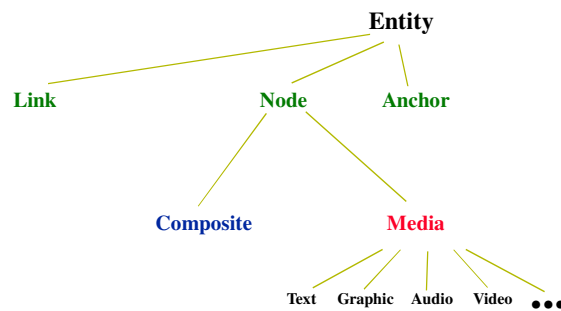 Entity
Link Node Anchor
Composite Media
Text Graphic Audio Video •••